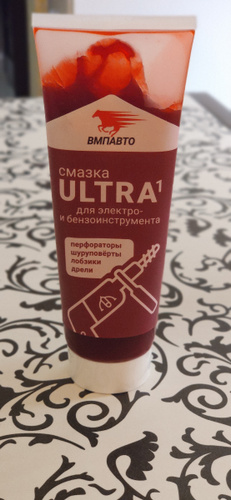 ВМПАВТО
смазка
ULTRA¹
для электро-
и бензоинструмента
перфораторы
шуруповёрты
лобзики
дрели